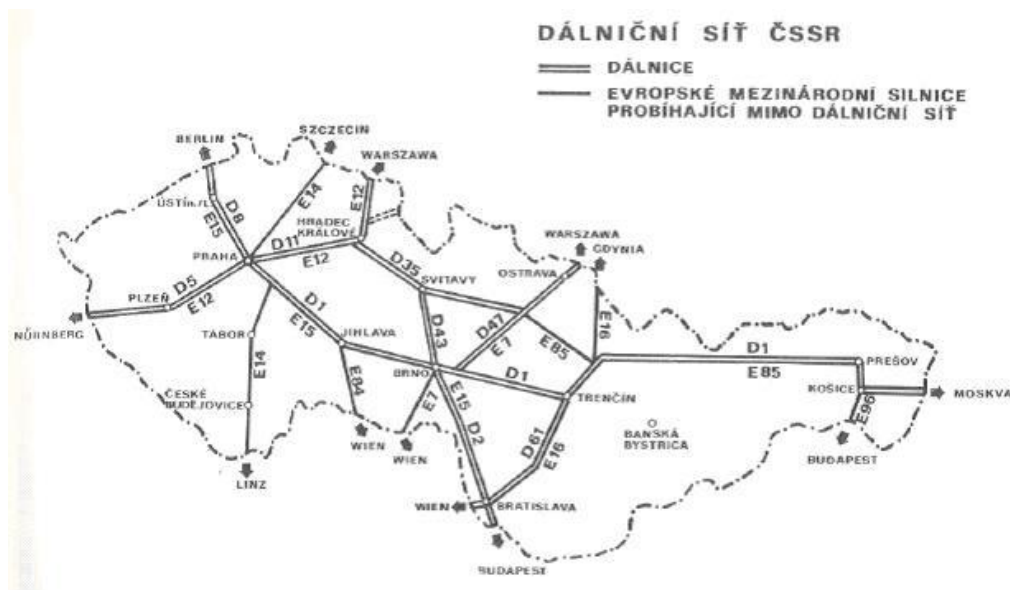 DÁLNIČNÍ SÍŤ ČSSR
DÁLNICE
EVROPSKÉ MEZINÁRODNÍ SILNICE
PROBÍHAJÍCÍ MIMO DÁLNIČNÍ SÍŤ
SZCZECIN
BERLIN
WARSZAWA
ÚSTÍn./L.
D8
E15
E14
E12
HRADEC
KRÁLOVÉ
D11
E12
PRAHA
D35
SVITAVY
WARSZAWA
GDYNIA
OSTRAVA
D5
E12
PLZEŇ
NÜRNBERG
D1
E15
TÁBOR
E14
JIHLAVA
D43
D47
E7
E85
E16
D1
E85
PREŠOV
KOŠICE
MOSKVA
E96
BUDAPEST
BRNO
D1
TRENČÍN
E84
E7
E15
D2
D61
E16
BANSKÁ
BYSTRICA
ČESKÉ
BUDĚJOVICE
LINZ
WIEN
WIEN
WIEN
BRATISLAVA
BUDAPEST